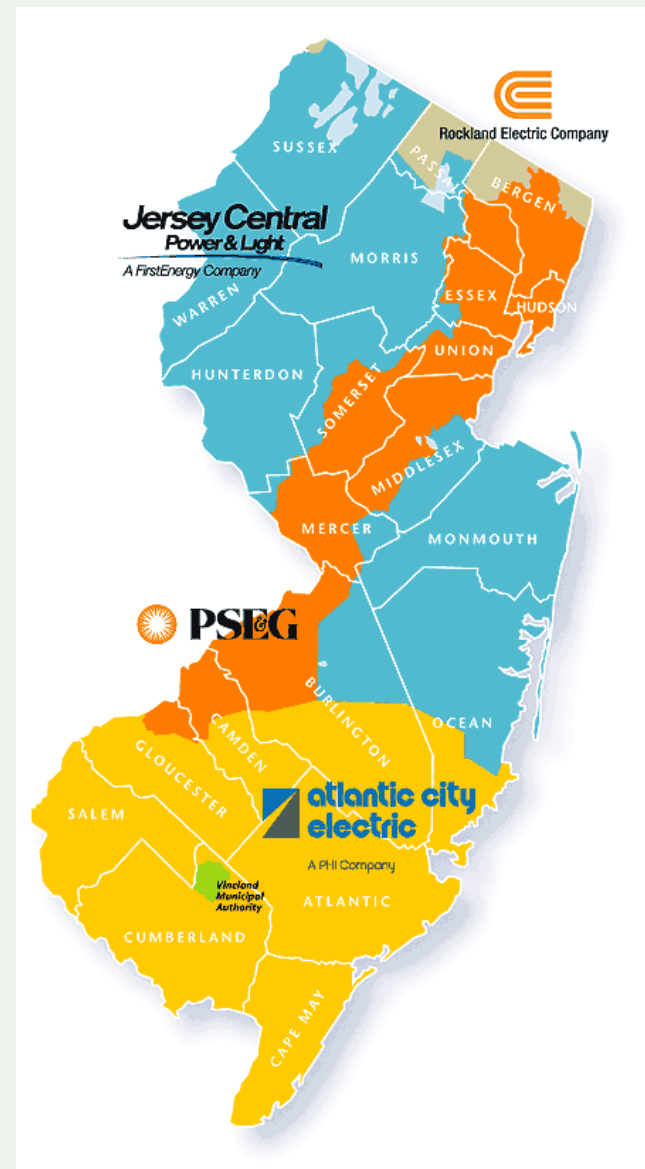 Rockland Electric Company
SUSSEX
PASSAIC
BERGEN
Jersey Central
Power & Light
A FirstEnergy Company
MORRIS
WARREN
ESSEX
HUDSON
UNION
HUNTERDON
SOMERSET
MIDDLESEX
MERCER
MONMOUTH
PSE&G
BURLINGTON
OCEAN
CAMDEN
GLOUCESTER
atlantic city
electric
A PHI Company
SALEM
Vineland
Municipal
Authority
ATLANTIC
CUMBERLAND
CAPE MAY